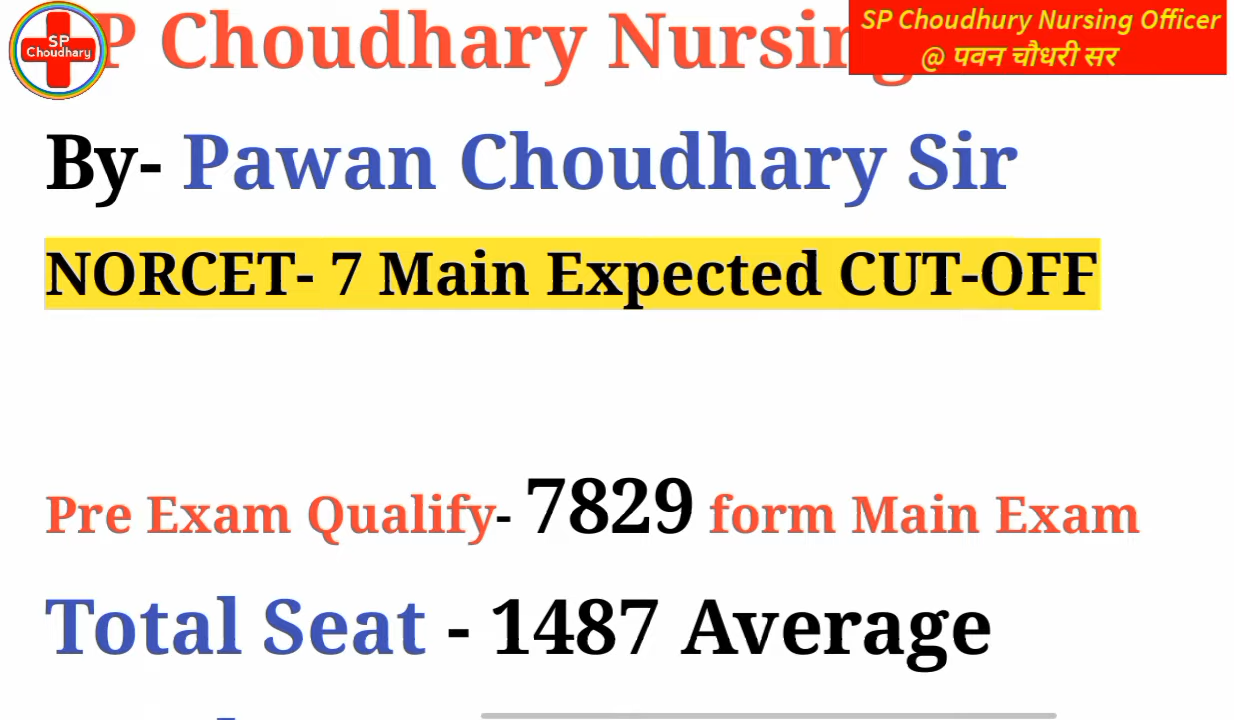 SP Choudhary
P Choudhary Nursing
SP Choudhury Nursing Officer
@ पवन चौधरी सर
By- Pawan Choudhary Sir
NORCET- 7 Main Expected CUT-OFF
Pre Exam Qualify- 7829 form Main Exam
Total Seat - 1487 Average